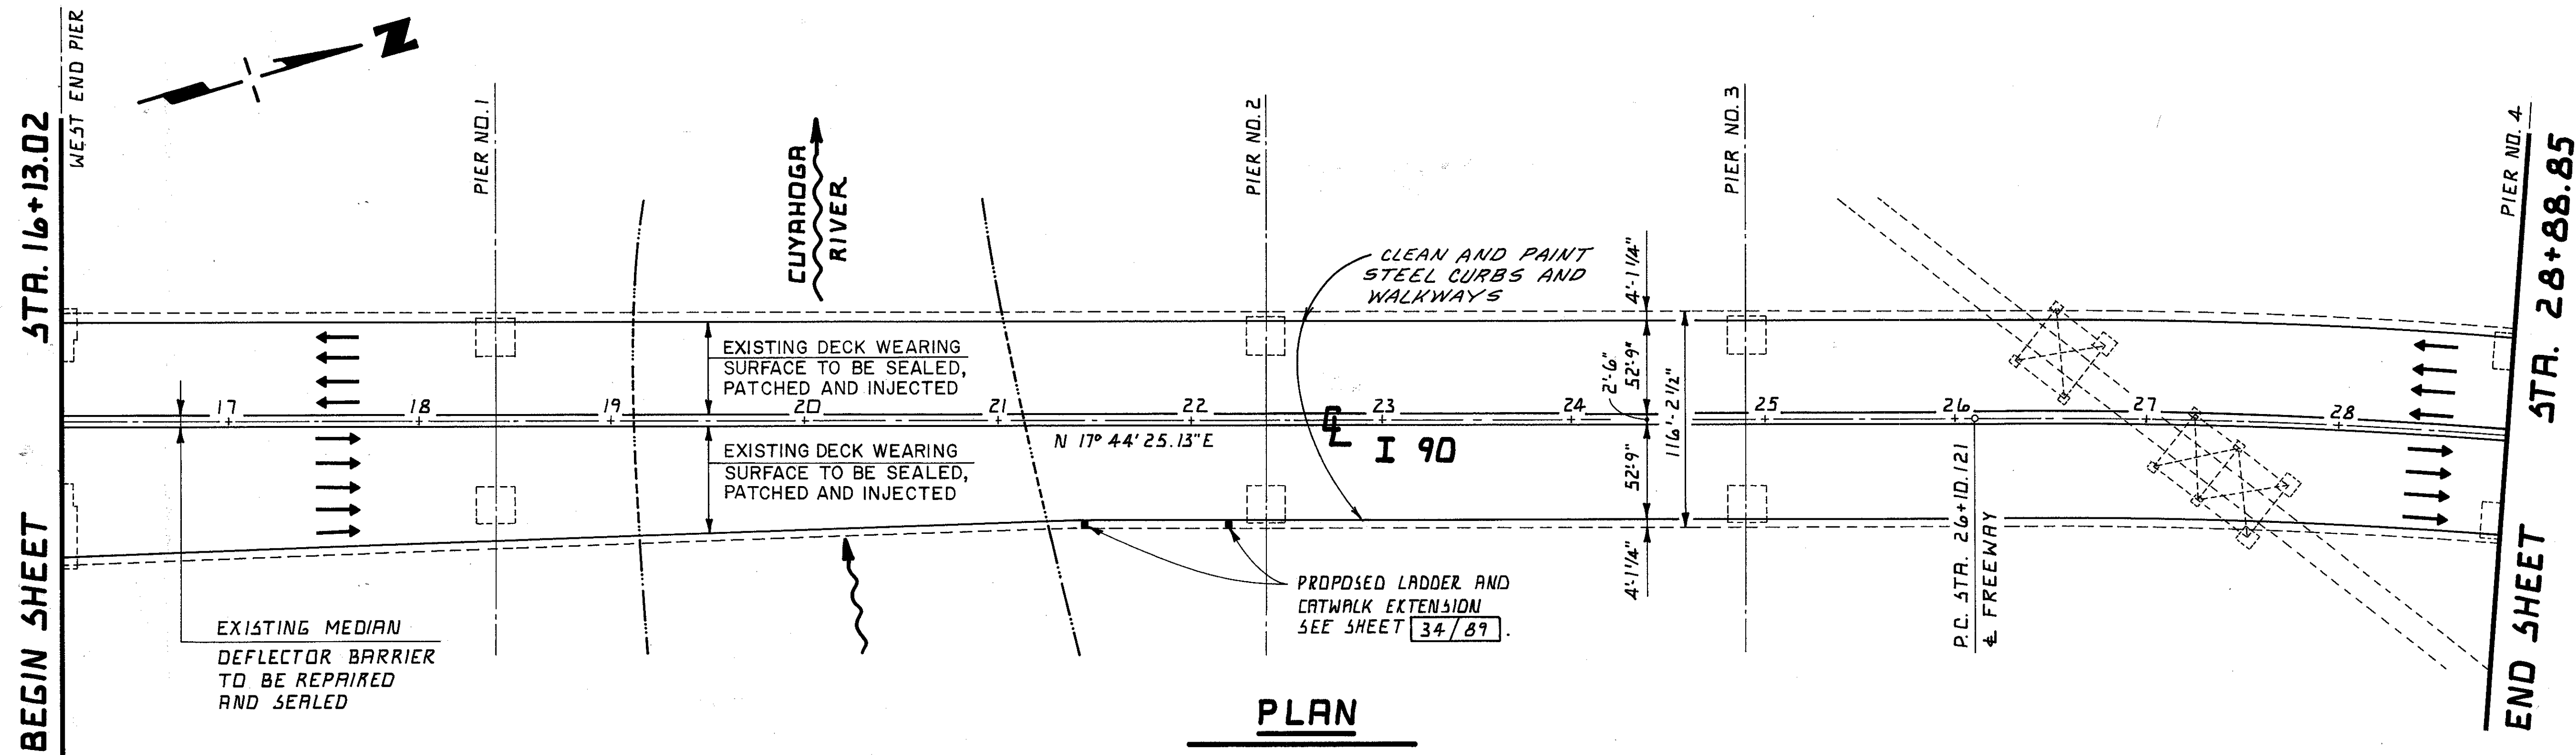 N
BEGIN SHEET STA. 16+13.02
WEST END PIER
PIER NO. 1
CUYAHOGA
RIVER
PIER NO. 2
PIER NO. 3
PIER NO. 4
END SHEET STA. 28+88.85
CLEAN AND PAINT
STEEL CURBS AND
WALKWAYS
4'-1 1/4"
52'-9"
2'-6"
52'-9"
4'-1 1/4"
116'-2 1/2"
EXISTING DECK WEARING
SURFACE TO BE SEALED,
PATCHED AND INJECTED
17 18 19 20 21 22 23 24 25 26 27 28
N 17° 44' 25.13" E
℄ I 90
EXISTING DECK WEARING
SURFACE TO BE SEALED,
PATCHED AND INJECTED
PROPOSED LADDER AND
CATWALK EXTENSION
SEE SHEET 34/89.
P.C. STA. 26+10.121
℄ FREEWAY
EXISTING MEDIAN
DEFLECTOR BARRIER
TO BE REPAIRED
AND SEALED
PLAN